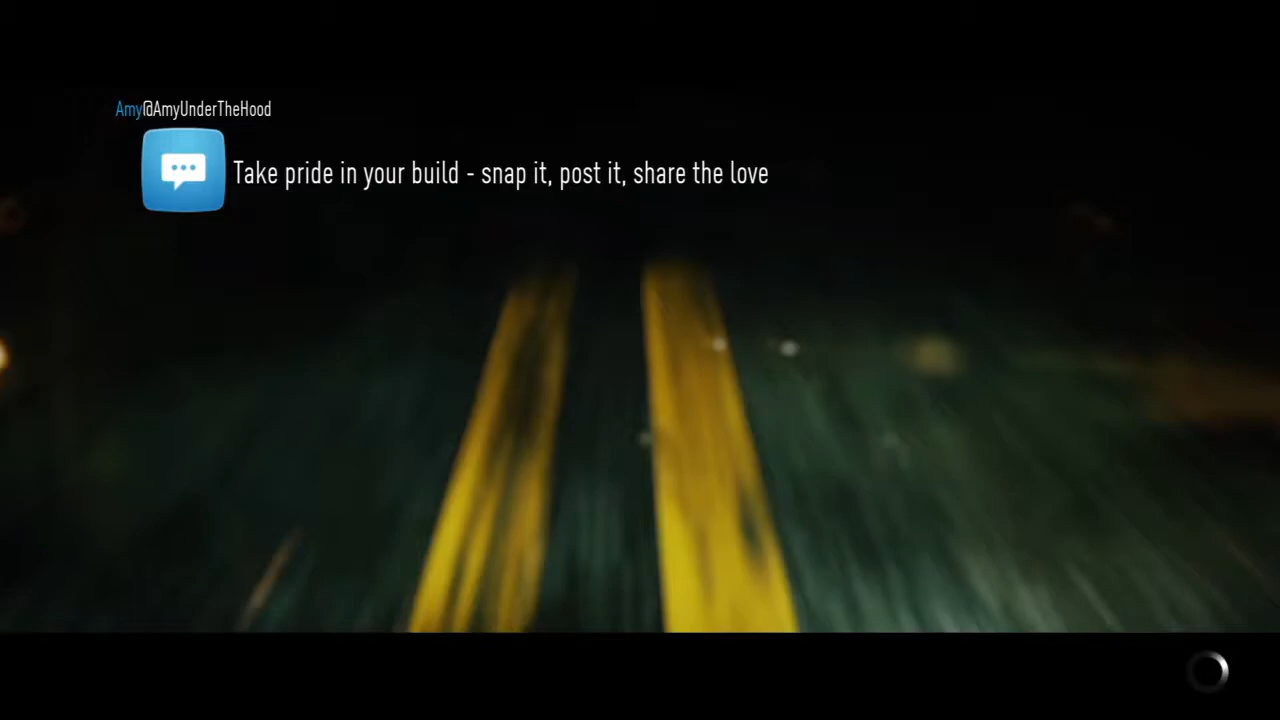 Amy@AmyUnderTheHood
Take pride in your build - snap it, post it, share the love